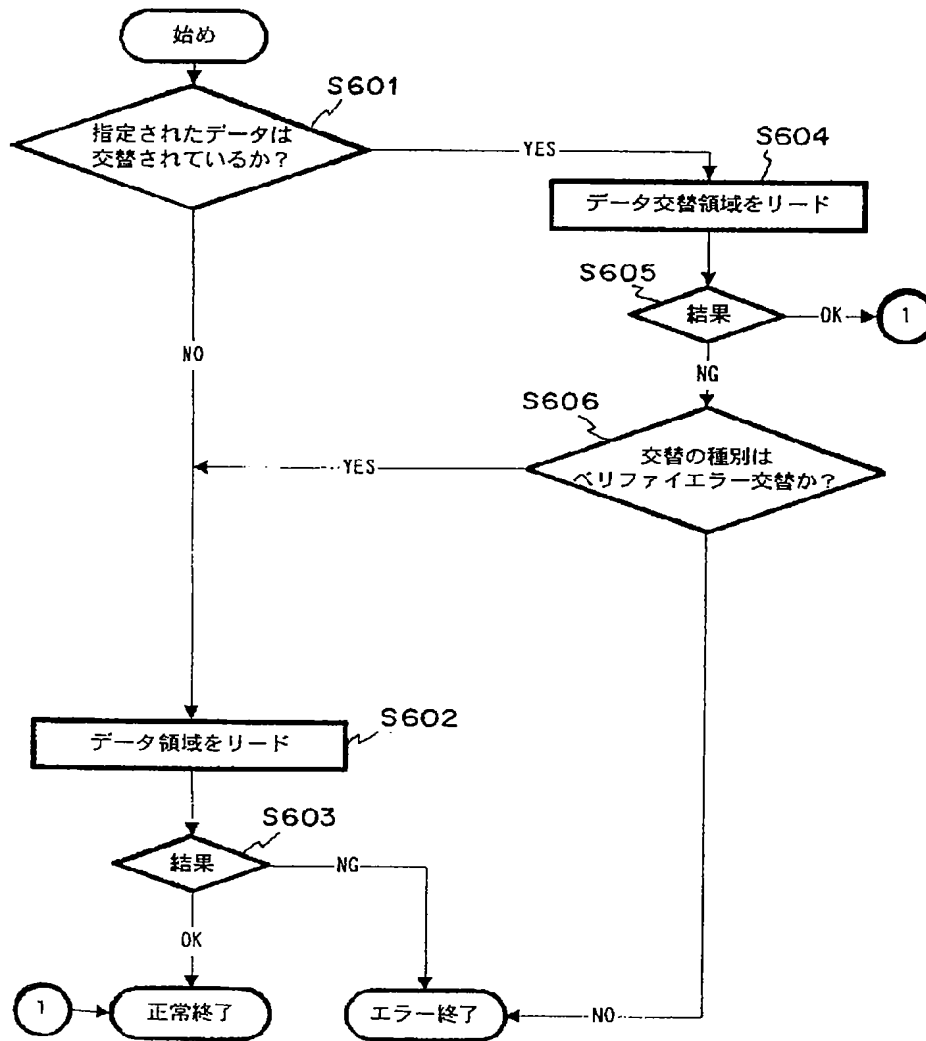 始め
S601
指定されたデータは
交替されているか?
YES
S604
データ交替領域をリード
S605
結果
OK
1
NG
NO
S606
交替の種別は
ベリファイエラー交替か?
YES
S602
データ領域をリード
S603
結果
NG
OK
1
正常終了
エラー終了
NO